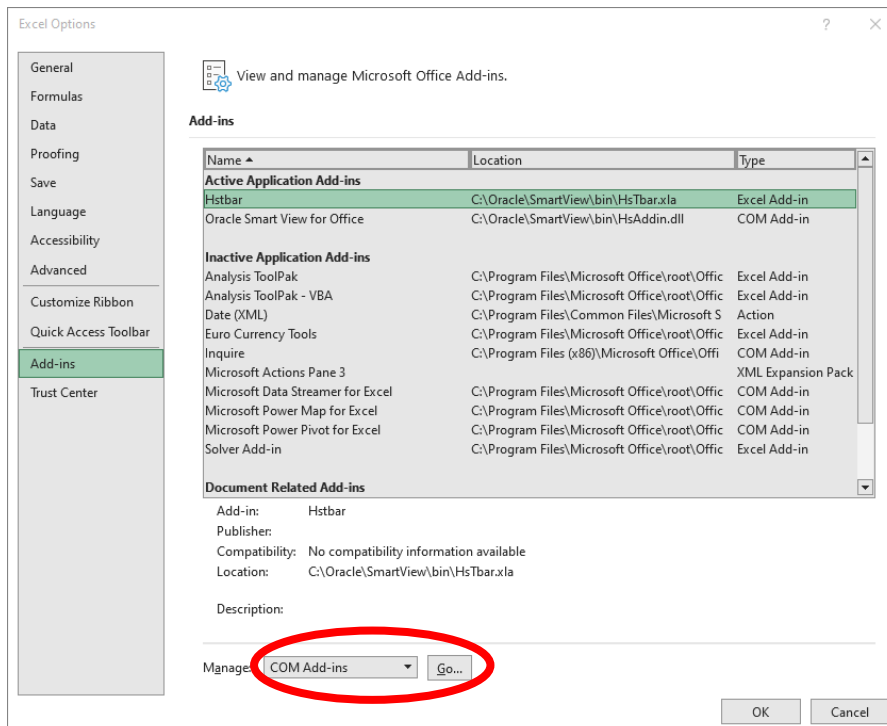 Excel Options
?
General
Formulas
Data
Proofing
Save
Language
Accessibility
Advanced
Customize Ribbon
Quick Access Toolbar
Add-ins
Trust Center
View and manage Microsoft Office Add-ins.
Add-ins
Name Location Type
Active Application Add-ins
Hstbar C:\Oracle\SmartView\bin\HsTbar.xla Excel Add-in
Oracle Smart View for Office C:\Oracle\SmartView\bin\HsAddin.dll COM Add-in
Inactive Application Add-ins
Analysis ToolPak C:\Program Files\Microsoft Office\root\Offic Excel Add-in
Analysis ToolPak - VBA C:\Program Files\Microsoft Office\root\Offic Excel Add-in
Date (XML) C:\Program Files\Common Files\Microsoft S Action
Euro Currency Tools C:\Program Files\Microsoft Office\root\Offic Excel Add-in
Inquire C:\Program Files (x86)\Microsoft Office\Offi COM Add-in
Microsoft Actions Pane 3 XML Expansion Pack
Microsoft Data Streamer for Excel C:\Program Files\Microsoft Office\root\Offic COM Add-in
Microsoft Power Map for Excel C:\Program Files\Microsoft Office\root\Offic COM Add-in
Microsoft Power Pivot for Excel C:\Program Files\Microsoft Office\root\Offic COM Add-in
Solver Add-in C:\Program Files\Microsoft Office\root\Offic Excel Add-in
Document Related Add-ins
Add-in: Hstbar
Publisher:
Compatibility: No compatibility information available
Location: C:\Oracle\SmartView\bin\HsTbar.xla
Description:
Manage: COM Add-ins Go...
OK Cancel